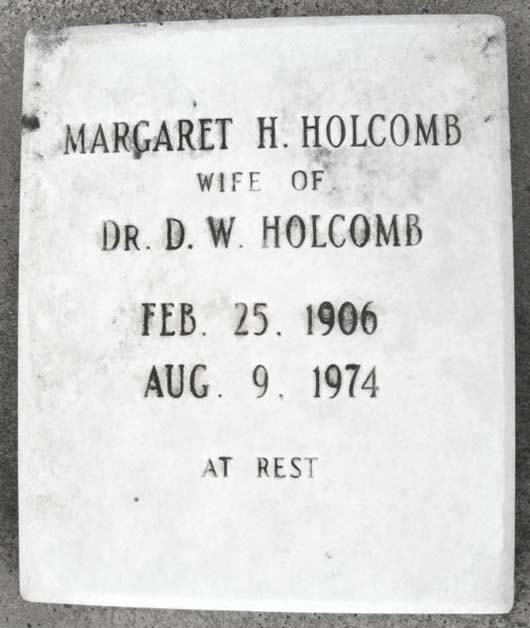 MARGARET H. HOLCOMB
WIFE OF
DR. D. W. HOLCOMB
FEB. 25. 1906
AUG. 9. 1974
AT REST